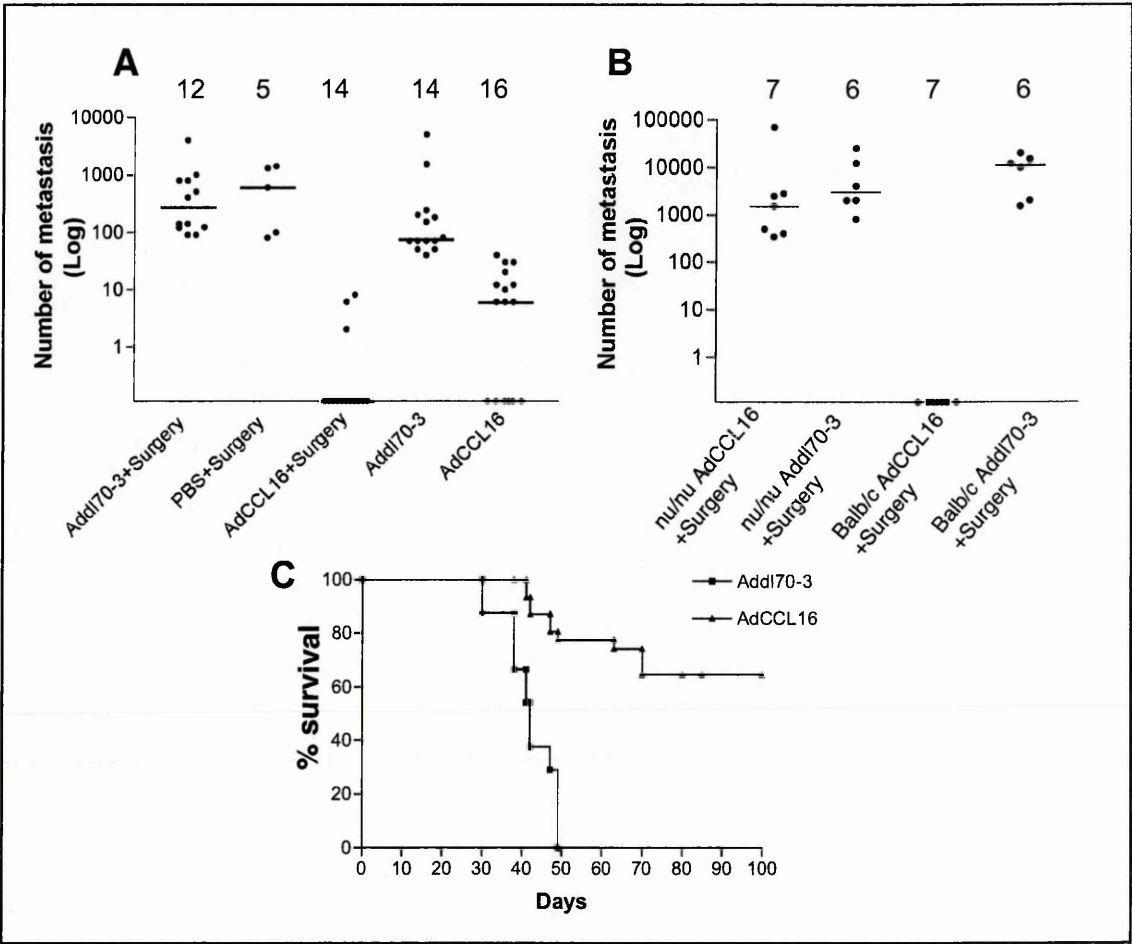 A
12 5 14 14 16
Number of metastasis
(Log)
10000
1000
100
10
1
Addl70-3+Surgery
PBS+Surgery
AdCCL16+Surgery
Addl70-3
AdCCL16
B
7 6 7 6
Number of metastasis
(Log)
100000
10000
1000
100
10
1
nu/nu AdCCL16
+Surgery
nu/nu Addl70-3
+Surgery
Balb/c AdCCL16
+Surgery
Balb/c Addl70-3
+Surgery
C
% survival
100
80
60
40
20
0
0 10 20 30 40 50 60 70 80 90 100
Days
Addl70-3
AdCCL16